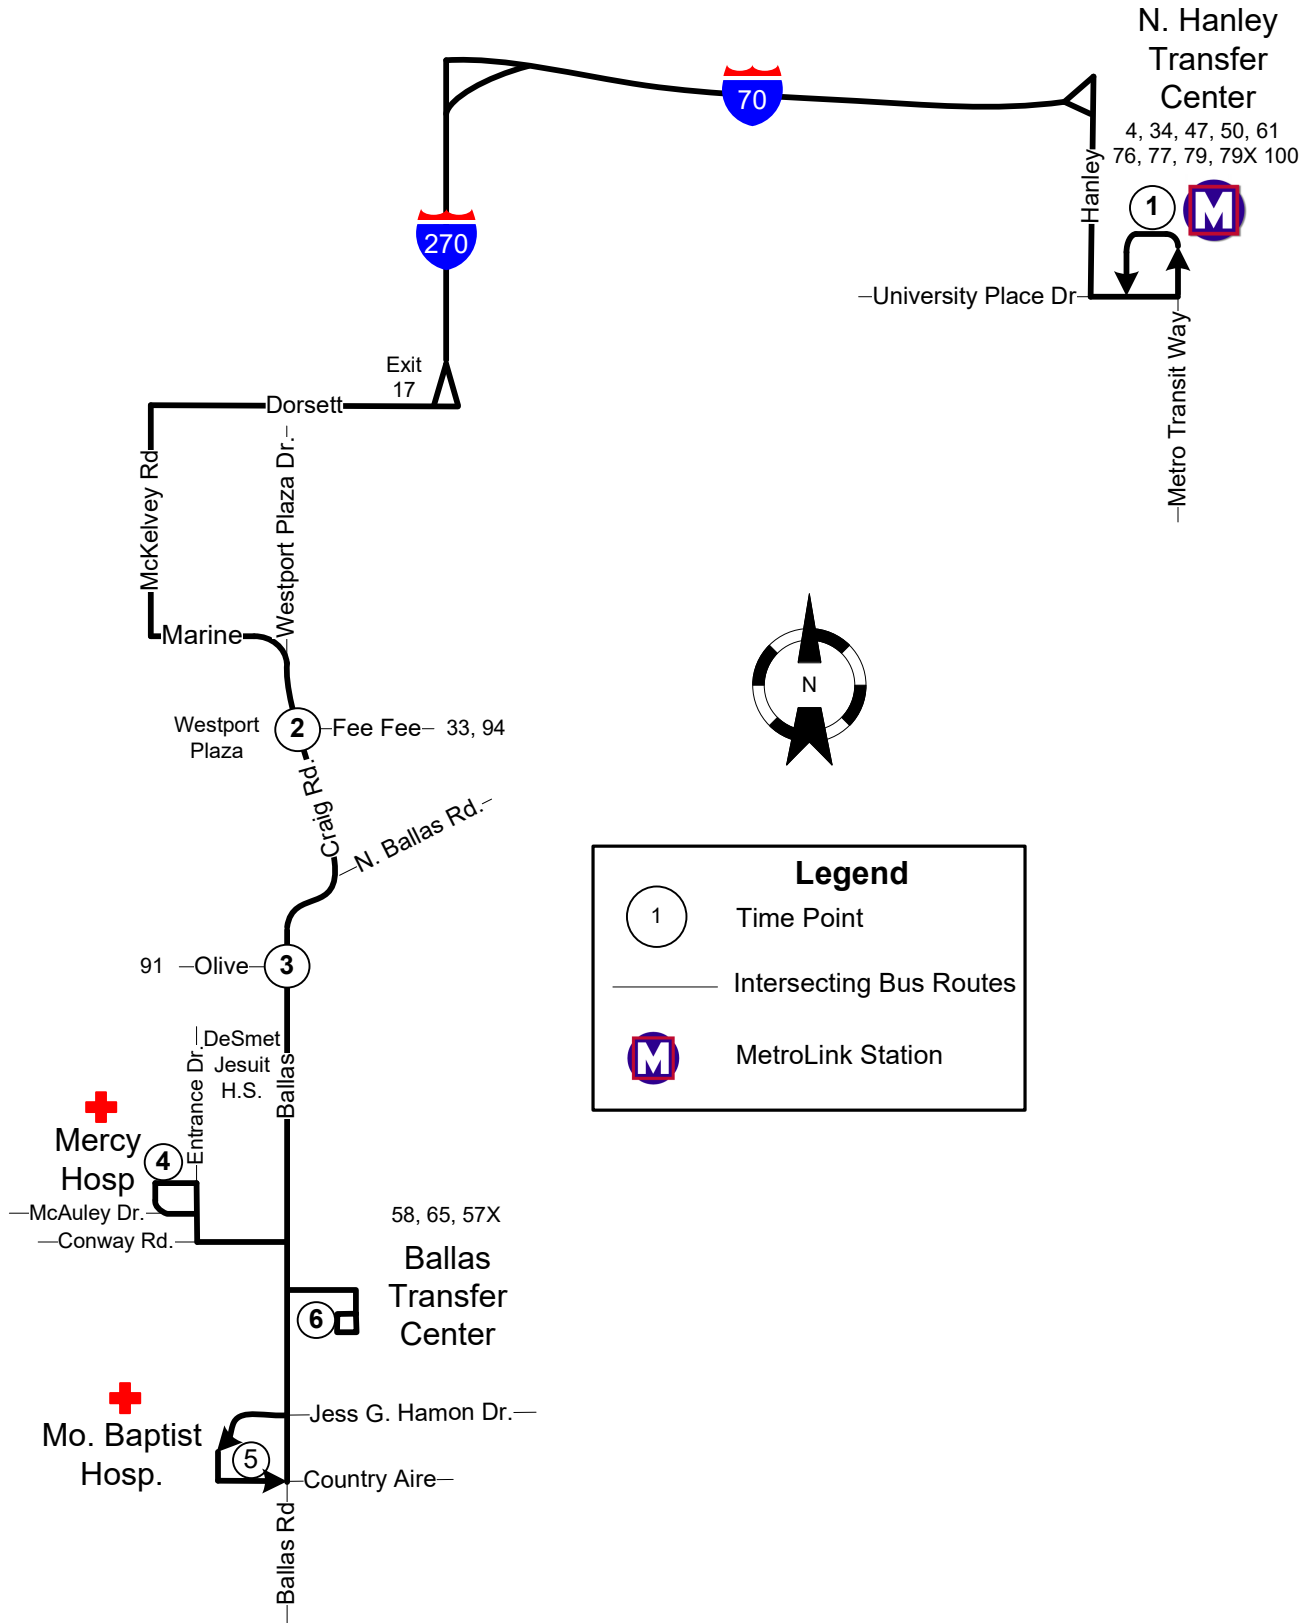 N. Hanley
Transfer
Center
4, 34, 47, 50, 61
76, 77, 79, 79X 100
70
Hanley
1
M
270
University Place Dr
Metro Transit Way
Exit
17
Dorsett
Westport Plaza Dr.
McKelvey Rd
Marine
Westport
Plaza
2
Fee Fee
33, 94
N
Craig Rd.
N. Ballas Rd.
Legend
1
Time Point
Intersecting Bus Routes
M
MetroLink Station
91
Olive
3
DeSmet
Jesuit
H.S.
Entrance Dr.
Ballas
Mercy
Hosp
4
McAuley Dr.
Conway Rd.
58, 65, 57X
Ballas
Transfer
Center
6
Jess G. Hamon Dr.
Mo. Baptist
Hosp.
5
Country Aire
Ballas Rd